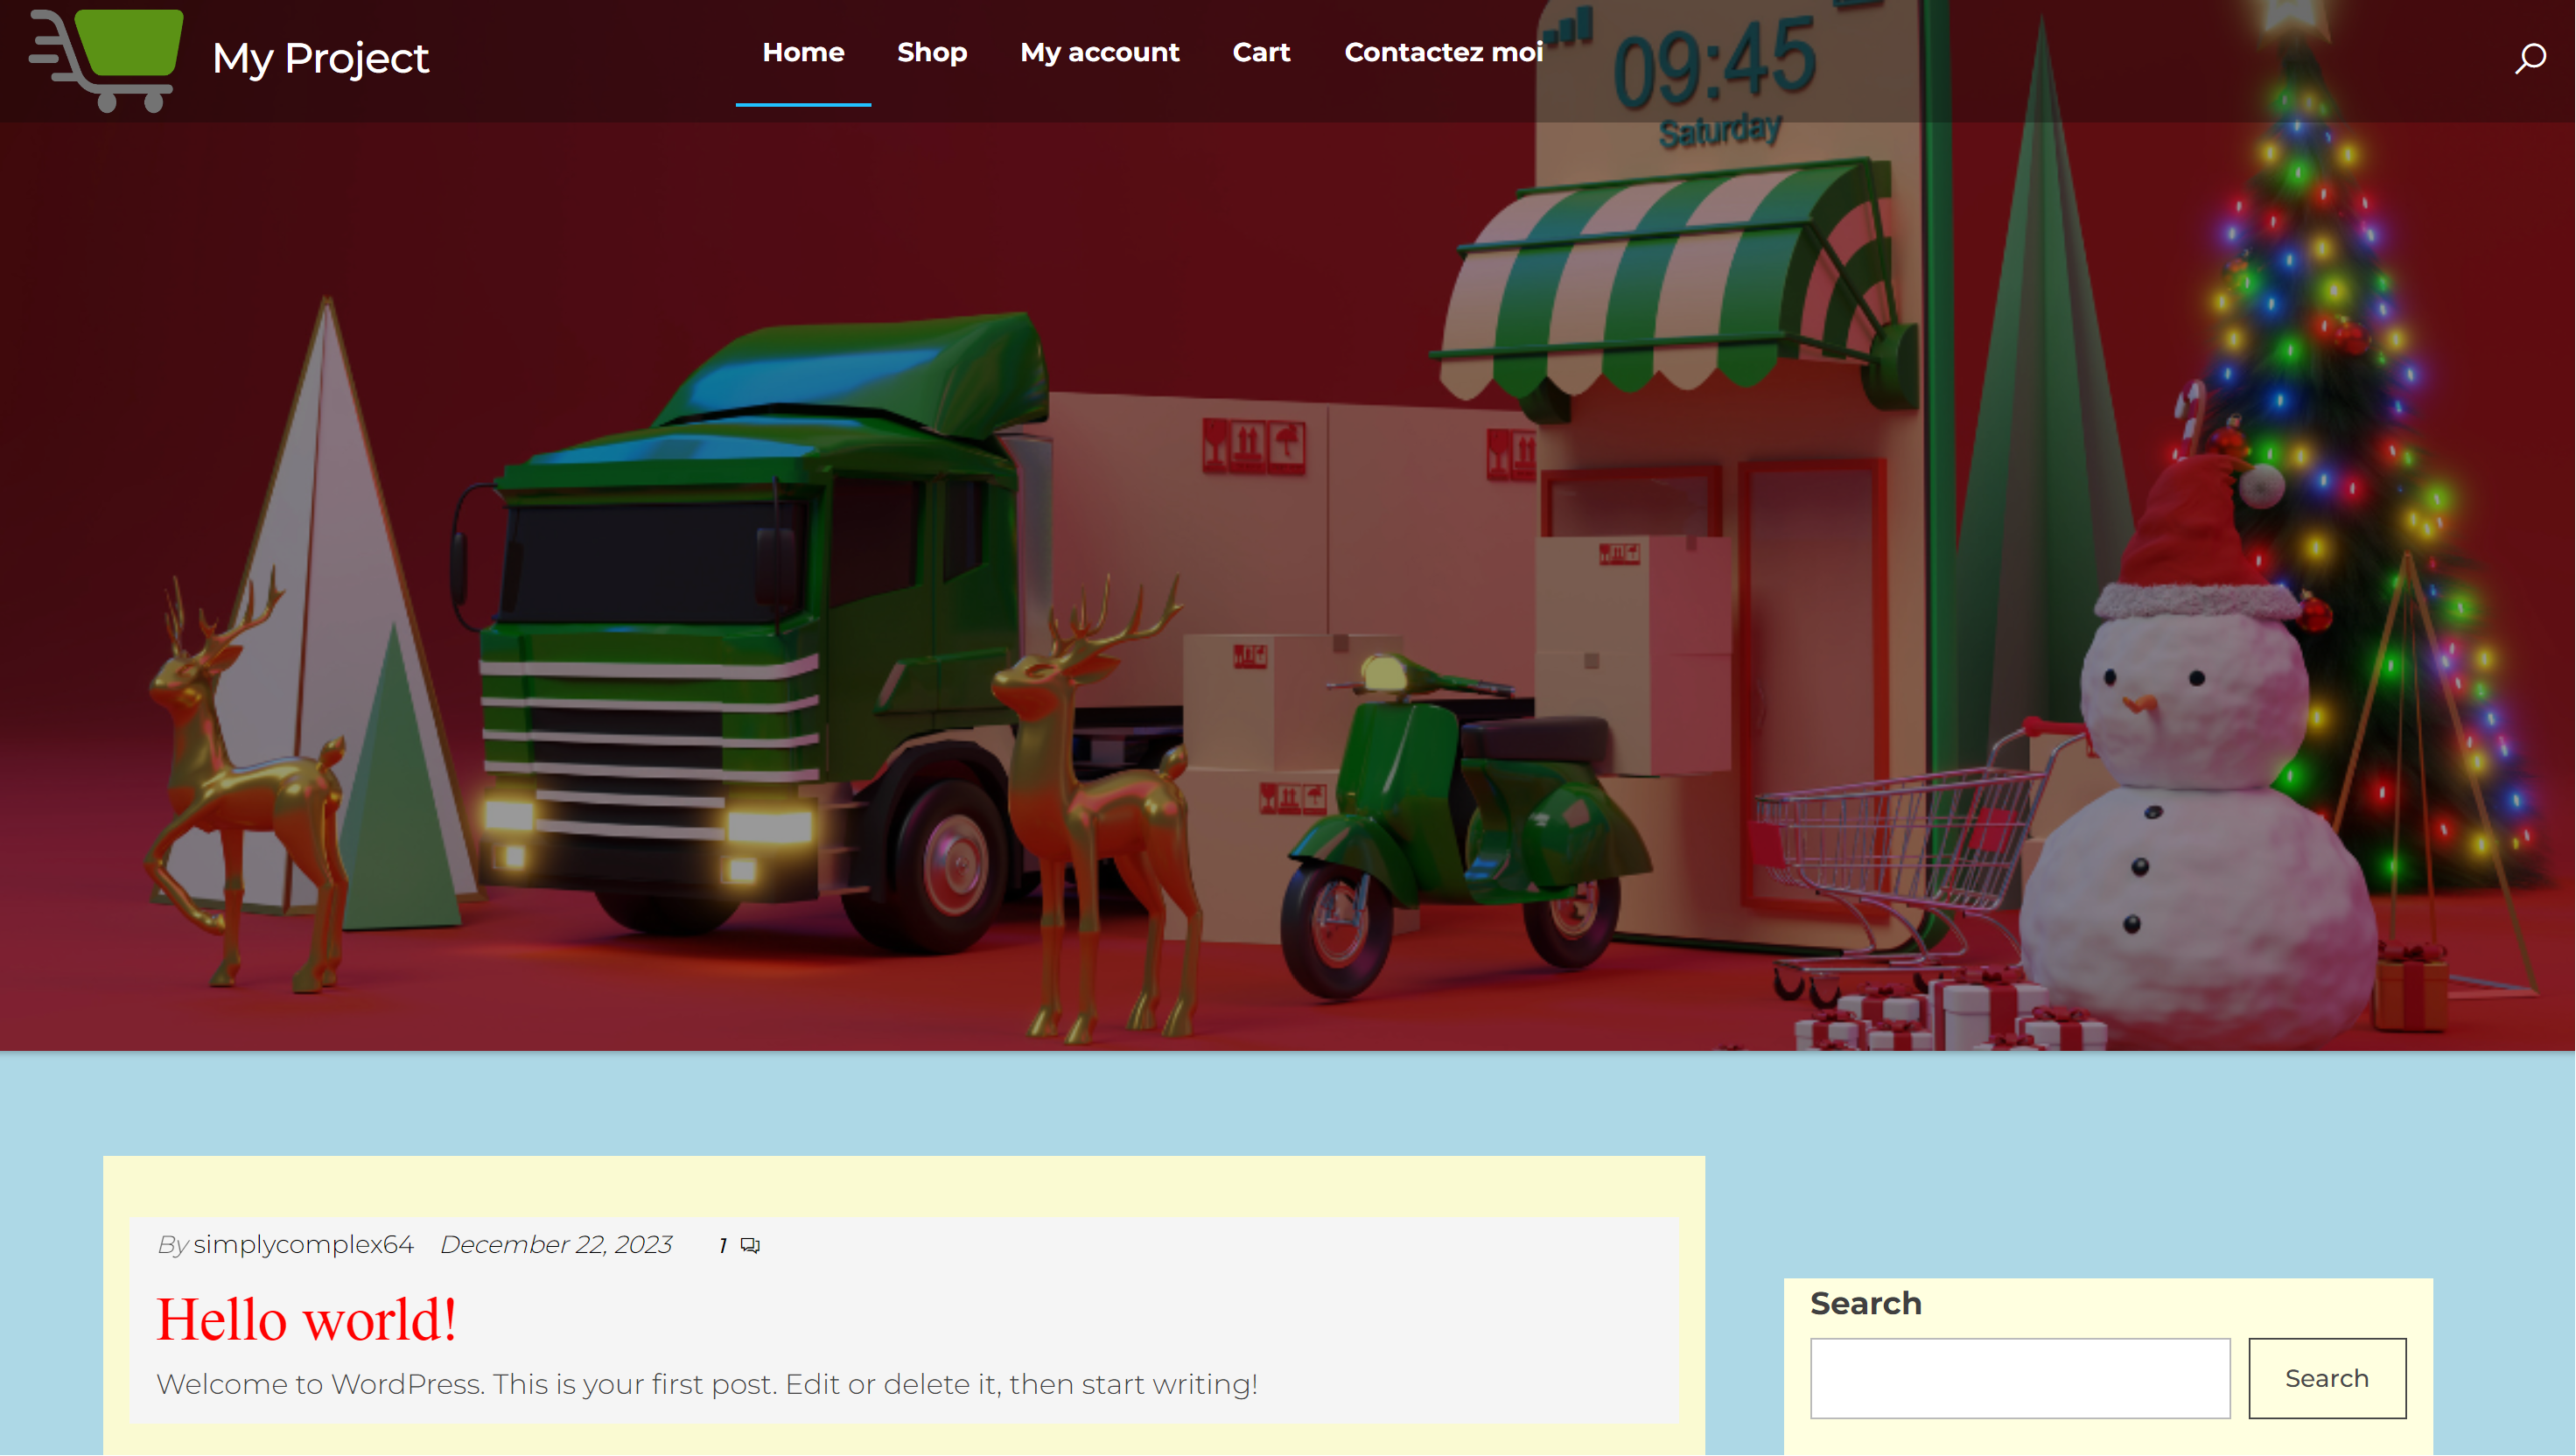 My Project
Home Shop My account Cart Contactez moi
09:45
Saturday
By simplycomplex64 December 22, 2023 1
Hello world!
Welcome to WordPress. This is your first post. Edit or delete it, then start writing!
Search
Search